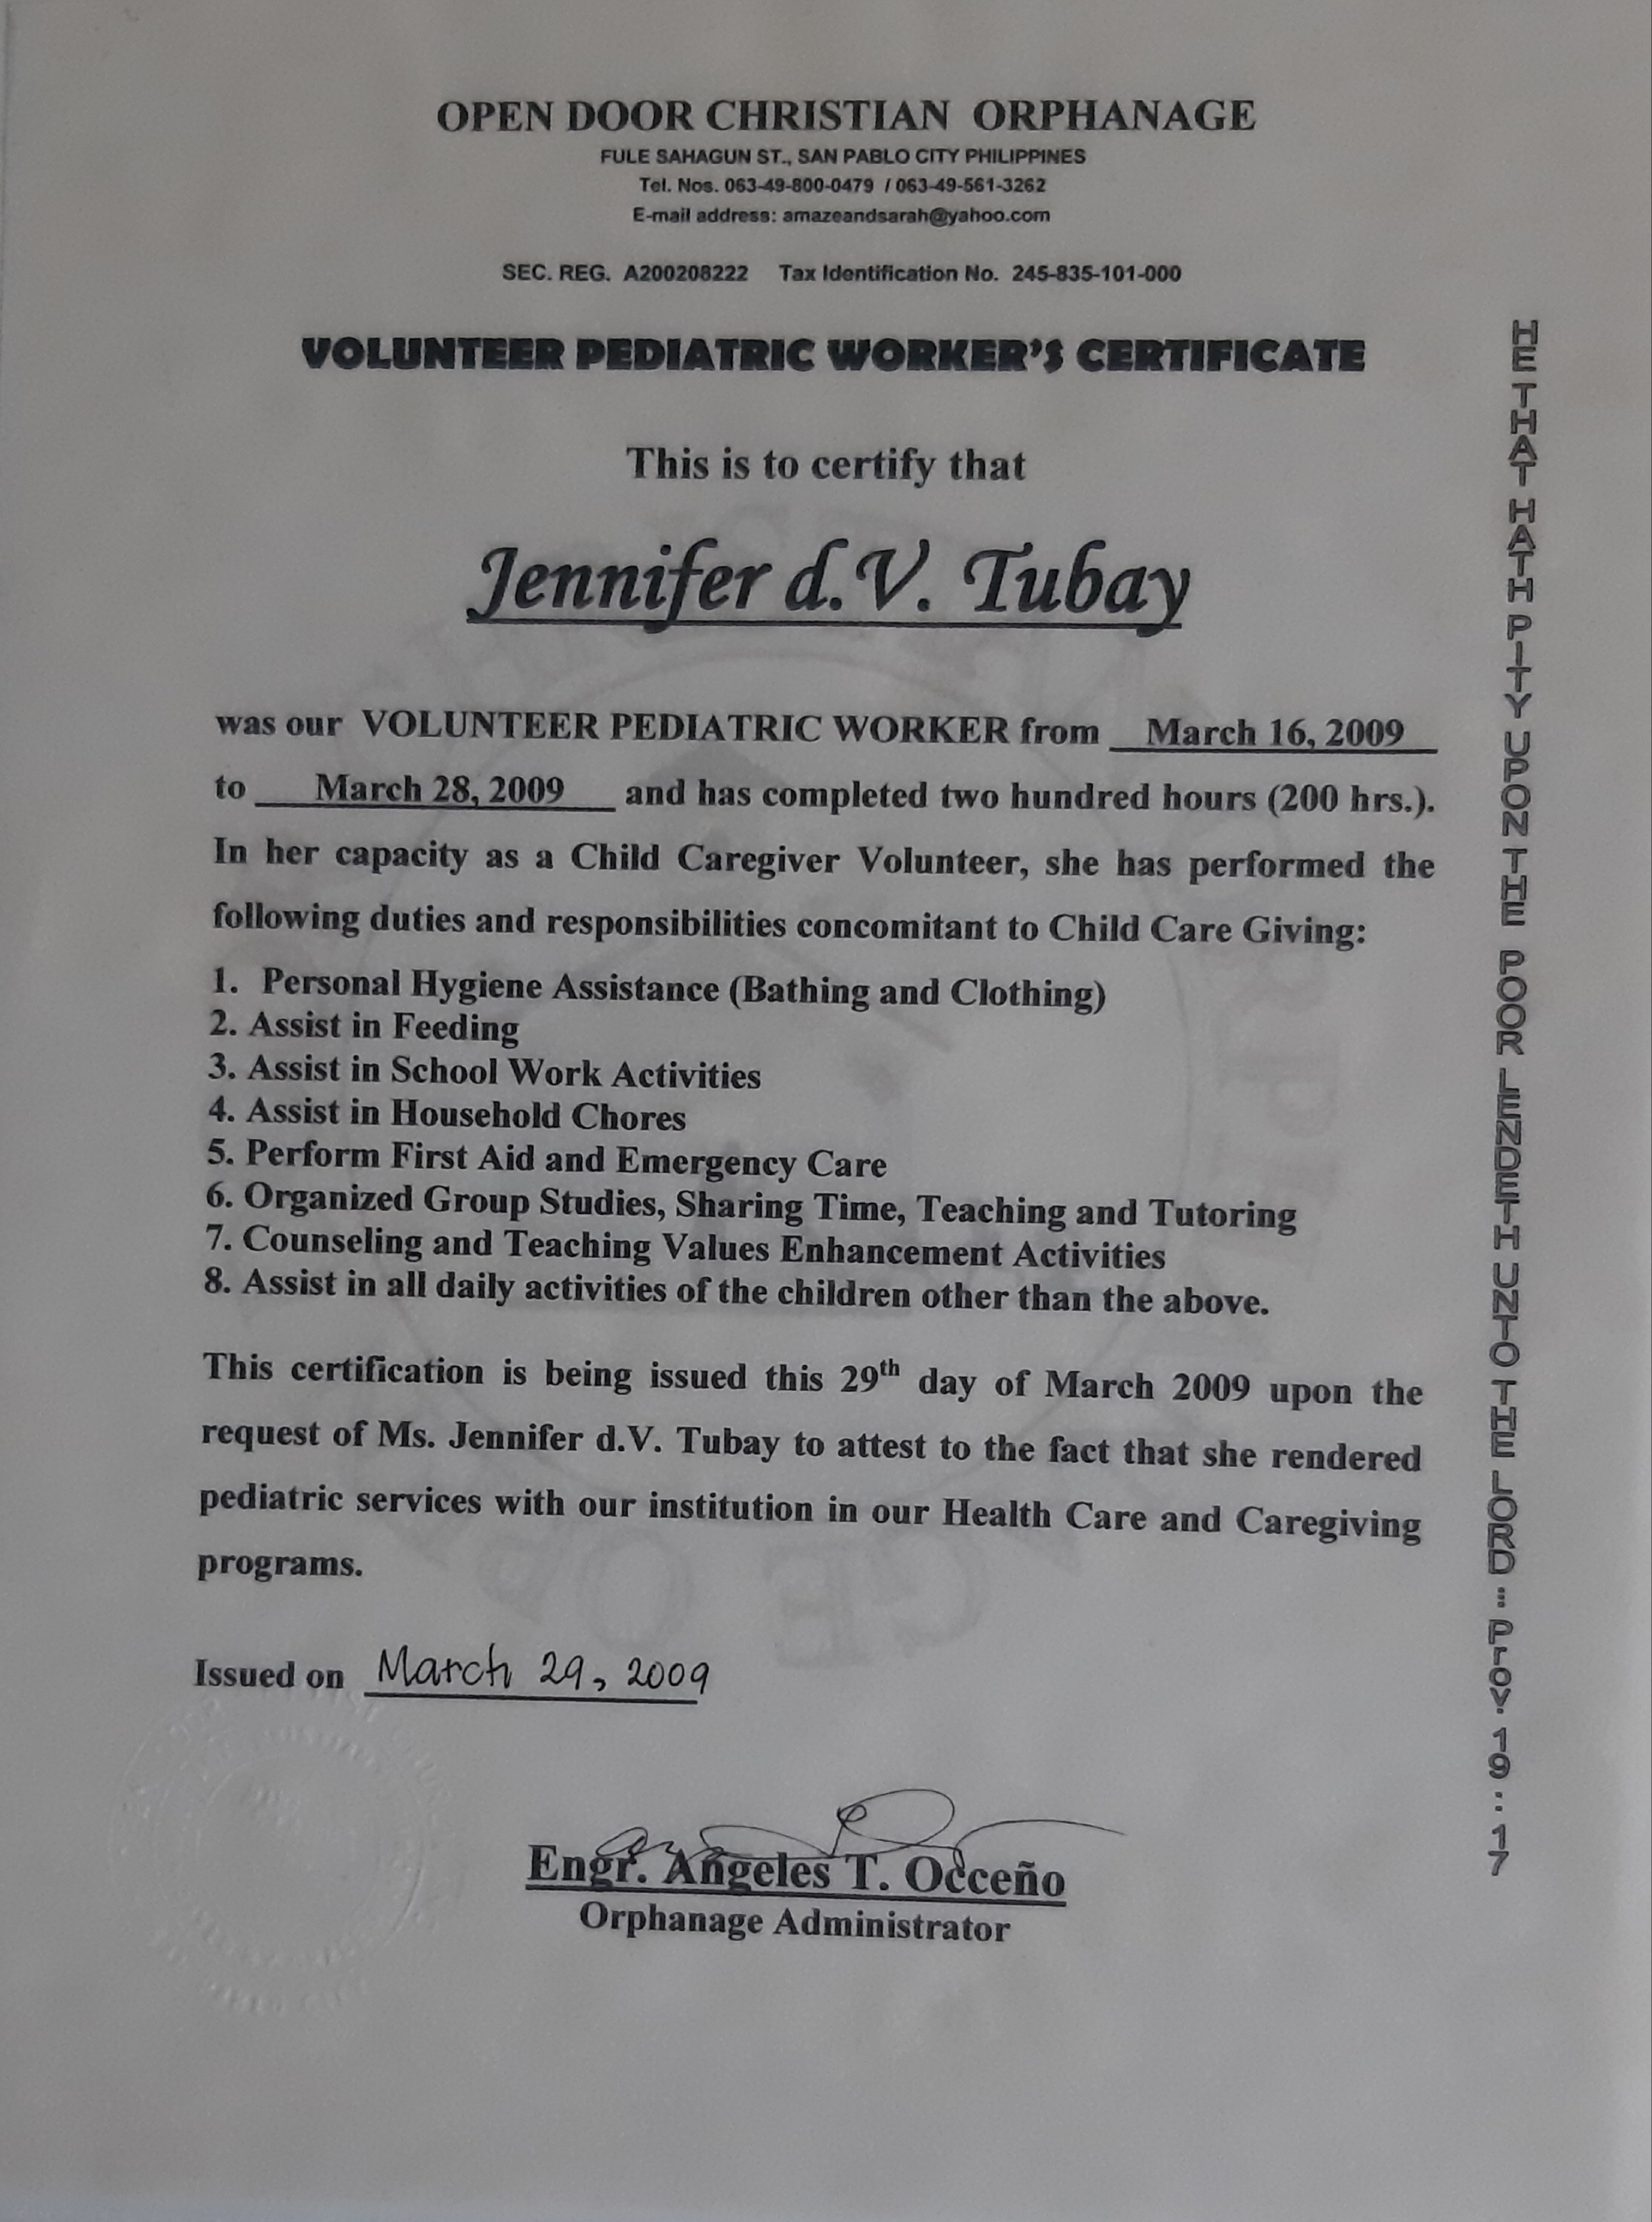 OPEN DOOR CHRISTIAN ORPHANAGE
FULE SAHAGUN ST., SAN PABLO CITY PHILIPPINES
Tel. Nos. 063-49-800-0479 / 063-49-561-3262
E-mail address: amazeandsarah@yahoo.com
SEC. REG. A200208222 Tax Identification No. 245-835-101-000
VOLUNTEER PEDIATRIC WORKER'S CERTIFICATE
This is to certify that
Jennifer d.V. Tubay
was our VOLUNTEER PEDIATRIC WORKER from March 16, 2009
to March 28, 2009 and has completed two hundred hours (200 hrs.).
In her capacity as a Child Caregiver Volunteer, she has performed the
following duties and responsibilities concomitant to Child Care Giving:
1. Personal Hygiene Assistance (Bathing and Clothing)
2. Assist in Feeding
3. Assist in School Work Activities
4. Assist in Household Chores
5. Perform First Aid and Emergency Care
6. Organized Group Studies, Sharing Time, Teaching and Tutoring
7. Counseling and Teaching Values Enhancement Activities
8. Assist in all daily activities of the children other than the above.
This certification is being issued this 29th day of March 2009 upon the
request of Ms. Jennifer d.V. Tubay to attest to the fact that she rendered
pediatric services with our institution in our Health Care and Caregiving
programs.
Issued on March 29, 2009
Engr. Angeles T. Occeño
Orphanage Administrator
HE THAT HATH PITY UPON THE POOR LENDETH UNTO THE LORD :: Prov. 19 : 17